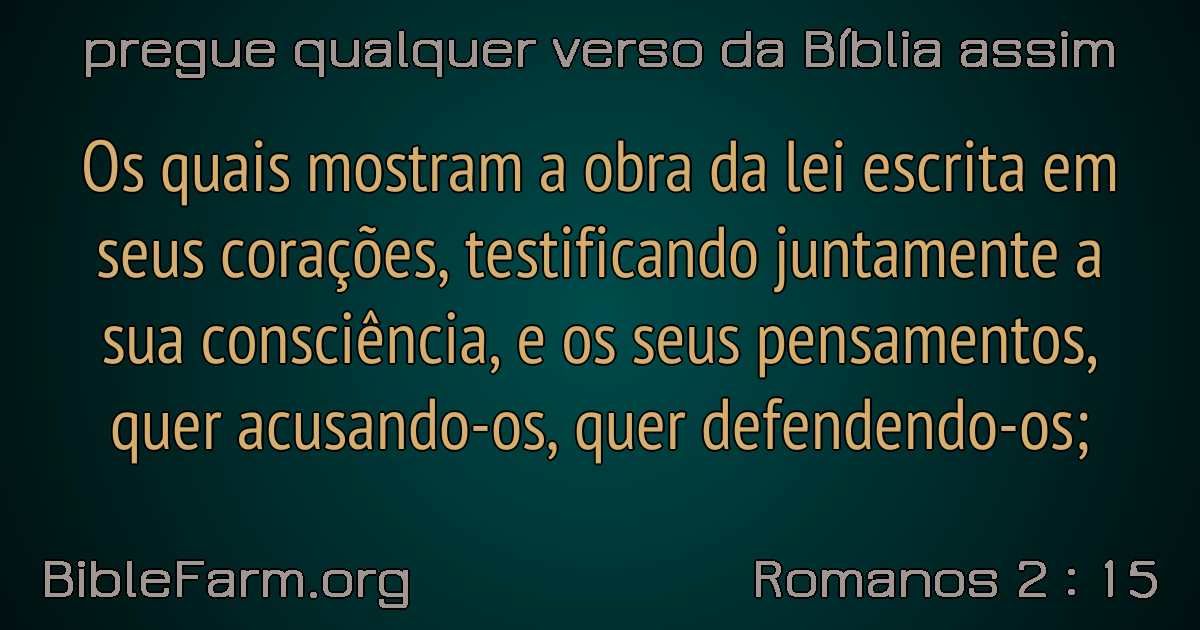 pregue qualquer verso da Bíblia assim
Os quais mostram a obra da lei escrita em
seus corações, testificando juntamente a
sua consciência, e os seus pensamentos,
quer acusando-os, quer defendendo-os;
BibleFarm.org
Romanos 2 : 15